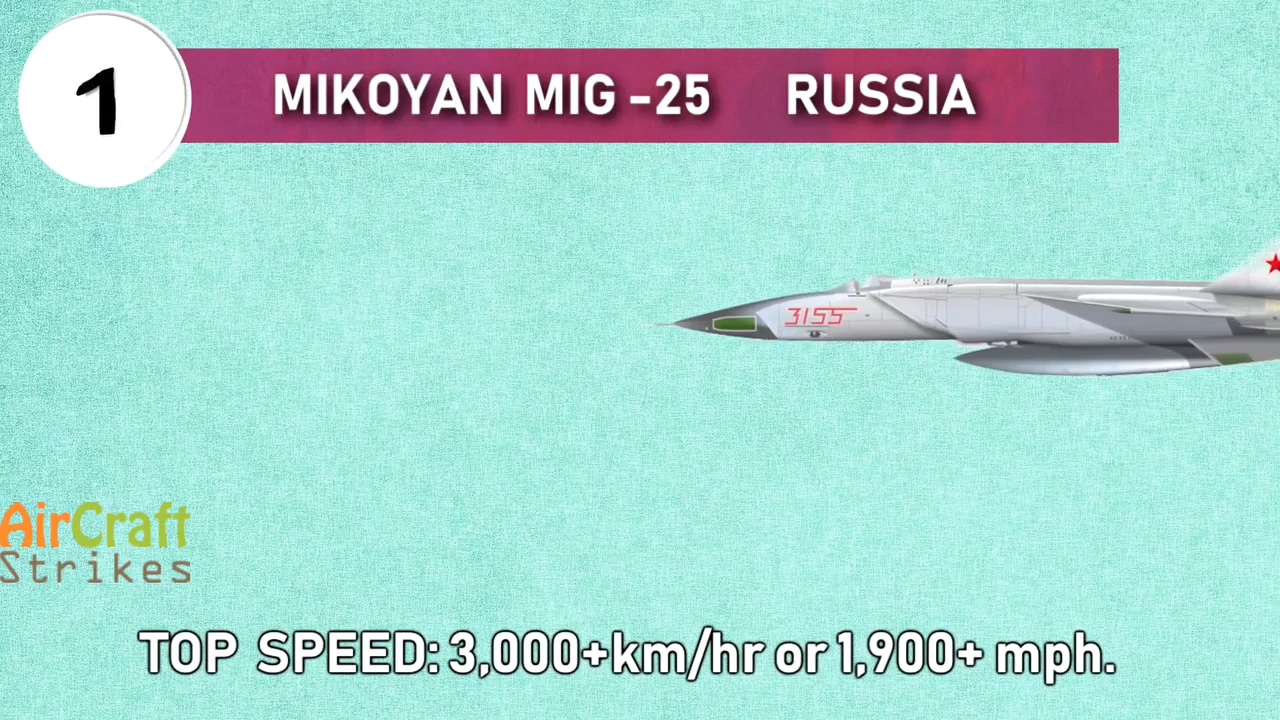 1
MIKOYAN MIG -25 RUSSIA
3155
AirCraft
Strikes
TOP SPEED: 3,000+km/hr or 1,900+ mph.